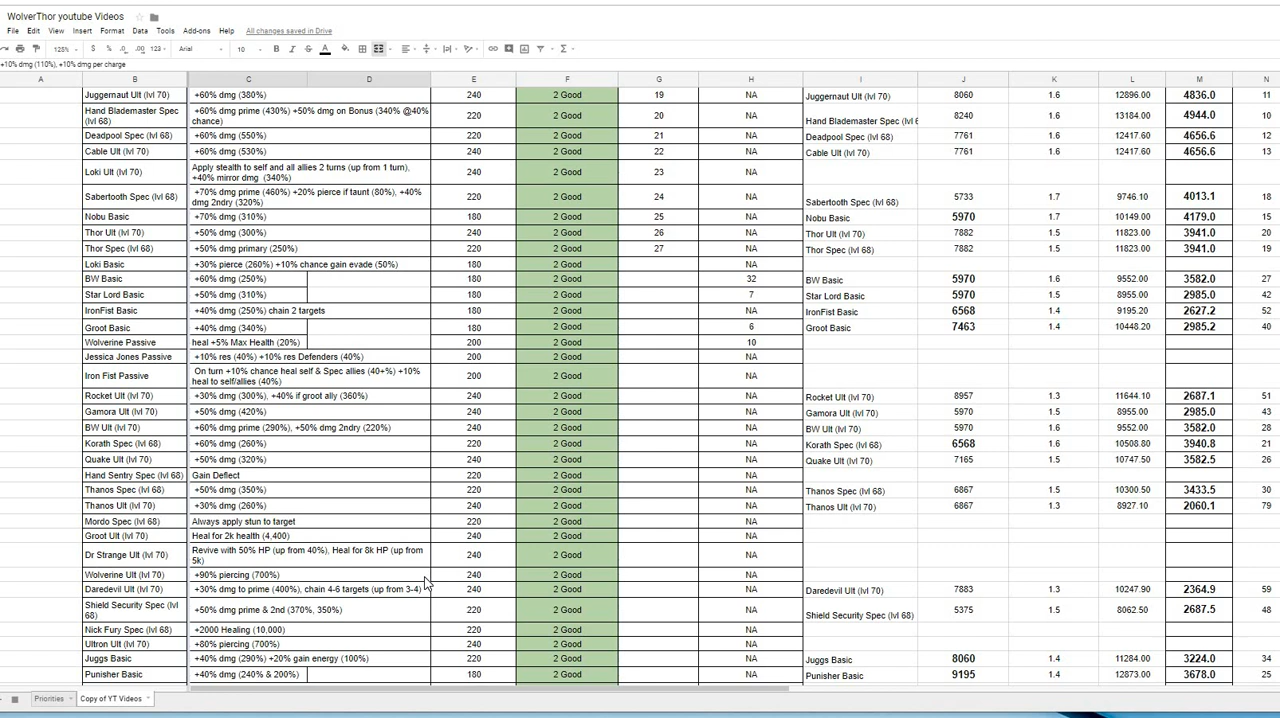 WolverThor youtube Videos
File Edit View Insert Format Data Tools Add-ons Help All changes saved in Drive
128% $ % .0 .00 123 Arial 10 B I S A
+10% dmg (110%), +10% dmg per charge
A B C D E F G H I J K L M N
Juggernaut Ult (lvl 70) +60% dmg (380%) 240 2 Good 19 NA Juggernaut Ult (lvl 70) 8060 1.6 12896.00 4836.0 11
Hand Blademaster Spec +60% dmg prime (430%) +50% dmg on Bonus (340% @40%
(lvl 68) chance) 220 2 Good 20 NA Hand Blademaster Spec (lvl 6 8240 1.6 13184.00 4944.0 10
Deadpool Spec (lvl 68) +60% dmg (550%) 220 2 Good 21 NA Deadpool Spec (lvl 68) 7761 1.6 12417.60 4656.6 12
Cable Ult (lvl 70) +60% dmg (530%) 240 2 Good 22 NA Cable Ult (lvl 70) 7761 1.6 12417.60 4656.6 13
Loki Ult (lvl 70) Apply stealth to self and all allies 2 turns (up from 1 turn),
+40% mirror dmg (340%) 240 2 Good 23 NA
Sabertooth Spec (lvl 68) +70% dmg prime (460%) +20% pierce if taunt (80%), +40%
dmg 2ndry (320%) 220 2 Good 24 NA Sabertooth Spec (lvl 68) 5733 1.7 9746.10 4013.1 18
Nobu Basic +70% dmg (310%) 180 2 Good 25 NA Nobu Basic 5970 1.7 10149.00 4179.0 15
Thor Ult (lvl 70) +50% dmg (300%) 240 2 Good 26 NA Thor Ult (lvl 70) 7882 1.5 11823.00 3941.0 20
Thor Spec (lvl 68) +50% dmg primary (250%) 220 2 Good 27 NA Thor Spec (lvl 68) 7882 1.5 11823.00 3941.0 19
Loki Basic +30% pierce (260%) +10% chance gain evade (50%) 180 2 Good NA
BW Basic +60% dmg (250%) 180 2 Good 32 BW Basic 5970 1.6 9552.00 3582.0 27
Star Lord Basic +50% dmg (310%) 180 2 Good 7 Star Lord Basic 5970 1.5 8955.00 2985.0 42
IronFist Basic +40% dmg (250%) chain 2 targets 180 2 Good NA IronFist Basic 6568 1.4 9195.20 2627.2 52
Groot Basic +40% dmg (340%) 180 2 Good 6 Groot Basic 7463 1.4 10448.20 2985.2 40
Wolverine Passive heal +5% Max Health (20%) 200 2 Good 10
Jessica Jones Passive +10% res (40%) +10% res Defenders (40%) 200 2 Good NA
Iron Fist Passive On turn +10% chance heal self & Spec allies (40+%) +10%
heal to self/allies (40%) 200 2 Good NA
Rocket Ult (lvl 70) +30% dmg (300%), +40% if groot ally (360%) 240 2 Good NA Rocket Ult (lvl 70) 8957 1.3 11644.10 2687.1 51
Gamora Ult (lvl 70) +50% dmg (420%) 240 2 Good NA Gamora Ult (lvl 70) 5970 1.5 8955.00 2985.0 43
BW Ult (lvl 70) +60% dmg prime (290%), +50% dmg 2ndry (220%) 240 2 Good NA BW Ult (lvl 70) 5970 1.6 9552.00 3582.0 28
Korath Spec (lvl 68) +60% dmg (260%) 220 2 Good NA Korath Spec (lvl 68) 6568 1.6 10508.80 3940.8 21
Quake Ult (lvl 70) +50% dmg (320%) 240 2 Good NA Quake Ult (lvl 70) 7165 1.5 10747.50 3582.5 26
Hand Sentry Spec (lvl 68) Gain Deflect 220 2 Good NA
Thanos Spec (lvl 68) +50% dmg (350%) 220 2 Good NA Thanos Spec (lvl 68) 6867 1.5 10300.50 3433.5 30
Thanos Ult (lvl 70) +30% dmg (260%) 240 2 Good NA Thanos Ult (lvl 70) 6867 1.3 8927.10 2060.1 79
Mordo Spec (lvl 68) Always apply stun to target 220 2 Good NA
Groot Ult (lvl 70) Heal for 2k health (4,400) 240 2 Good NA
Dr Strange Ult (lvl 70) Revive with 50% HP (up from 40%), Heal for 8k HP (up from
5k) 240 2 Good NA
Wolverine Ult (lvl 70) +90% piercing (700%) 240 2 Good NA
Daredevil Ult (lvl 70) +30% dmg to prime (400%), chain 4-6 targets (up from 3-4) 240 2 Good NA Daredevil Ult (lvl 70) 7883 1.3 10247.90 2364.9 59
Shield Security Spec (lvl
68) +50% dmg prime & 2nd (370%, 350%) 220 2 Good NA Shield Security Spec (lvl 68) 5375 1.5 8062.50 2687.5 48
Nick Fury Spec (lvl 68) +2000 Healing (10,000) 220 2 Good NA
Ultron Ult (lvl 70) +80% piercing (700%) 240 2 Good NA
Juggs Basic +40% dmg (290%) +20% gain energy (100%) 220 2 Good NA Juggs Basic 8060 1.4 11284.00 3224.0 34
Punisher Basic +40% dmg (240% & 200%) 180 2 Good NA Punisher Basic 9195 1.4 12873.00 3678.0 25
Priorities Copy of YT Videos